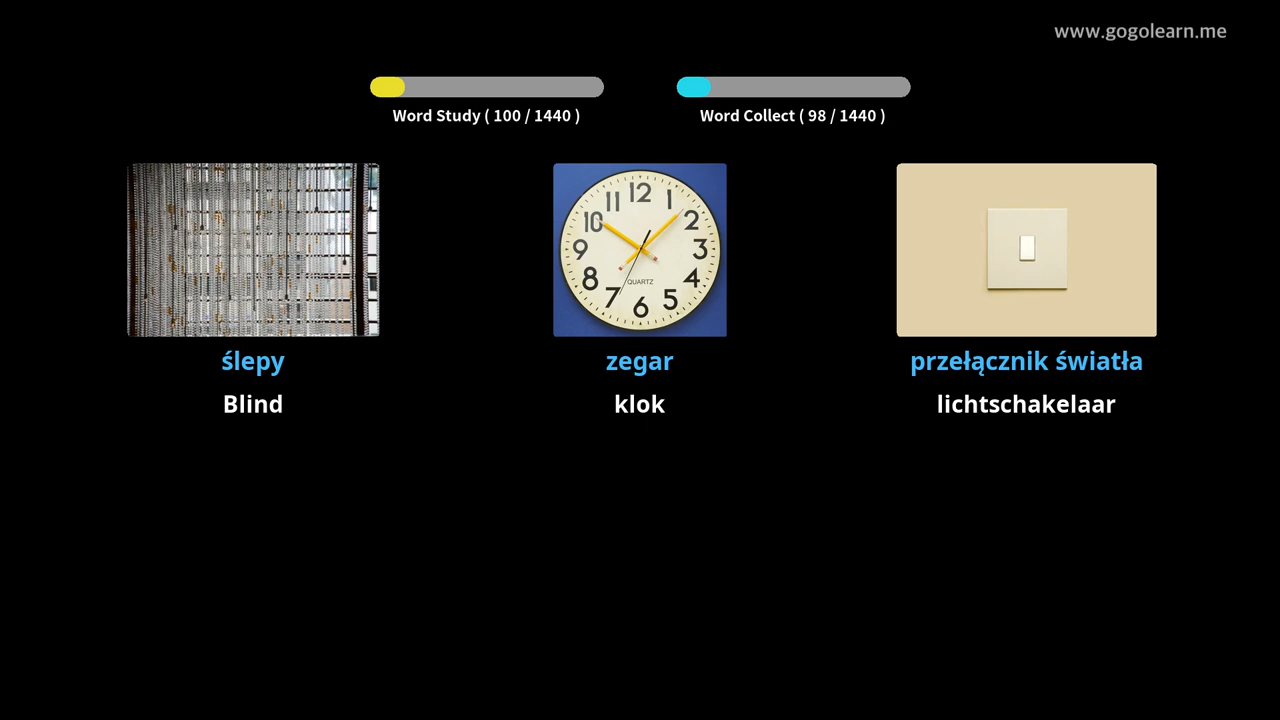 www.gogolearn.me
Word Study ( 100 / 1440 )
Word Collect ( 98 / 1440 )
12
1
2
3
4
5
6
7
8
9
10
11
QUARTZ
ślepy
zegar
przełącznik światła
Blind
klok
lichtschakelaar